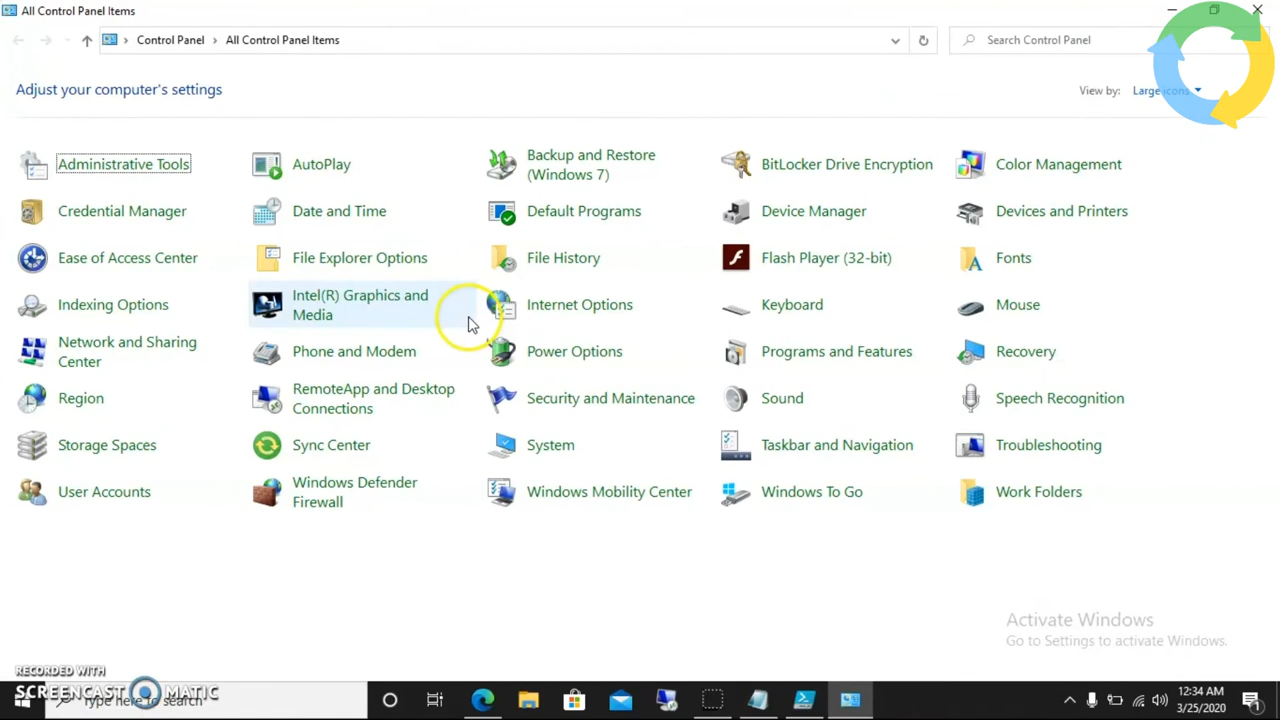 All Control Panel Items
Control Panel All Control Panel Items
Search Control Panel
Adjust your computer's settings
View by: Large icons
Administrative Tools
AutoPlay
Backup and Restore
(Windows 7)
BitLocker Drive Encryption
Color Management
Credential Manager
Date and Time
Default Programs
Device Manager
Devices and Printers
Ease of Access Center
File Explorer Options
File History
Flash Player (32-bit)
Fonts
Indexing Options
Intel(R) Graphics and
Media
Internet Options
Keyboard
Mouse
Network and Sharing
Center
Phone and Modem
Power Options
Programs and Features
Recovery
Region
RemoteApp and Desktop
Connections
Security and Maintenance
Sound
Speech Recognition
Storage Spaces
Sync Center
System
Taskbar and Navigation
Troubleshooting
User Accounts
Windows Defender
Firewall
Windows Mobility Center
Windows To Go
Work Folders
Activate Windows
Go to Settings to activate Windows.
RECORDED WITH
SCREENCAST MATIC
Type here to search
12:34 AM
3/25/2020
1